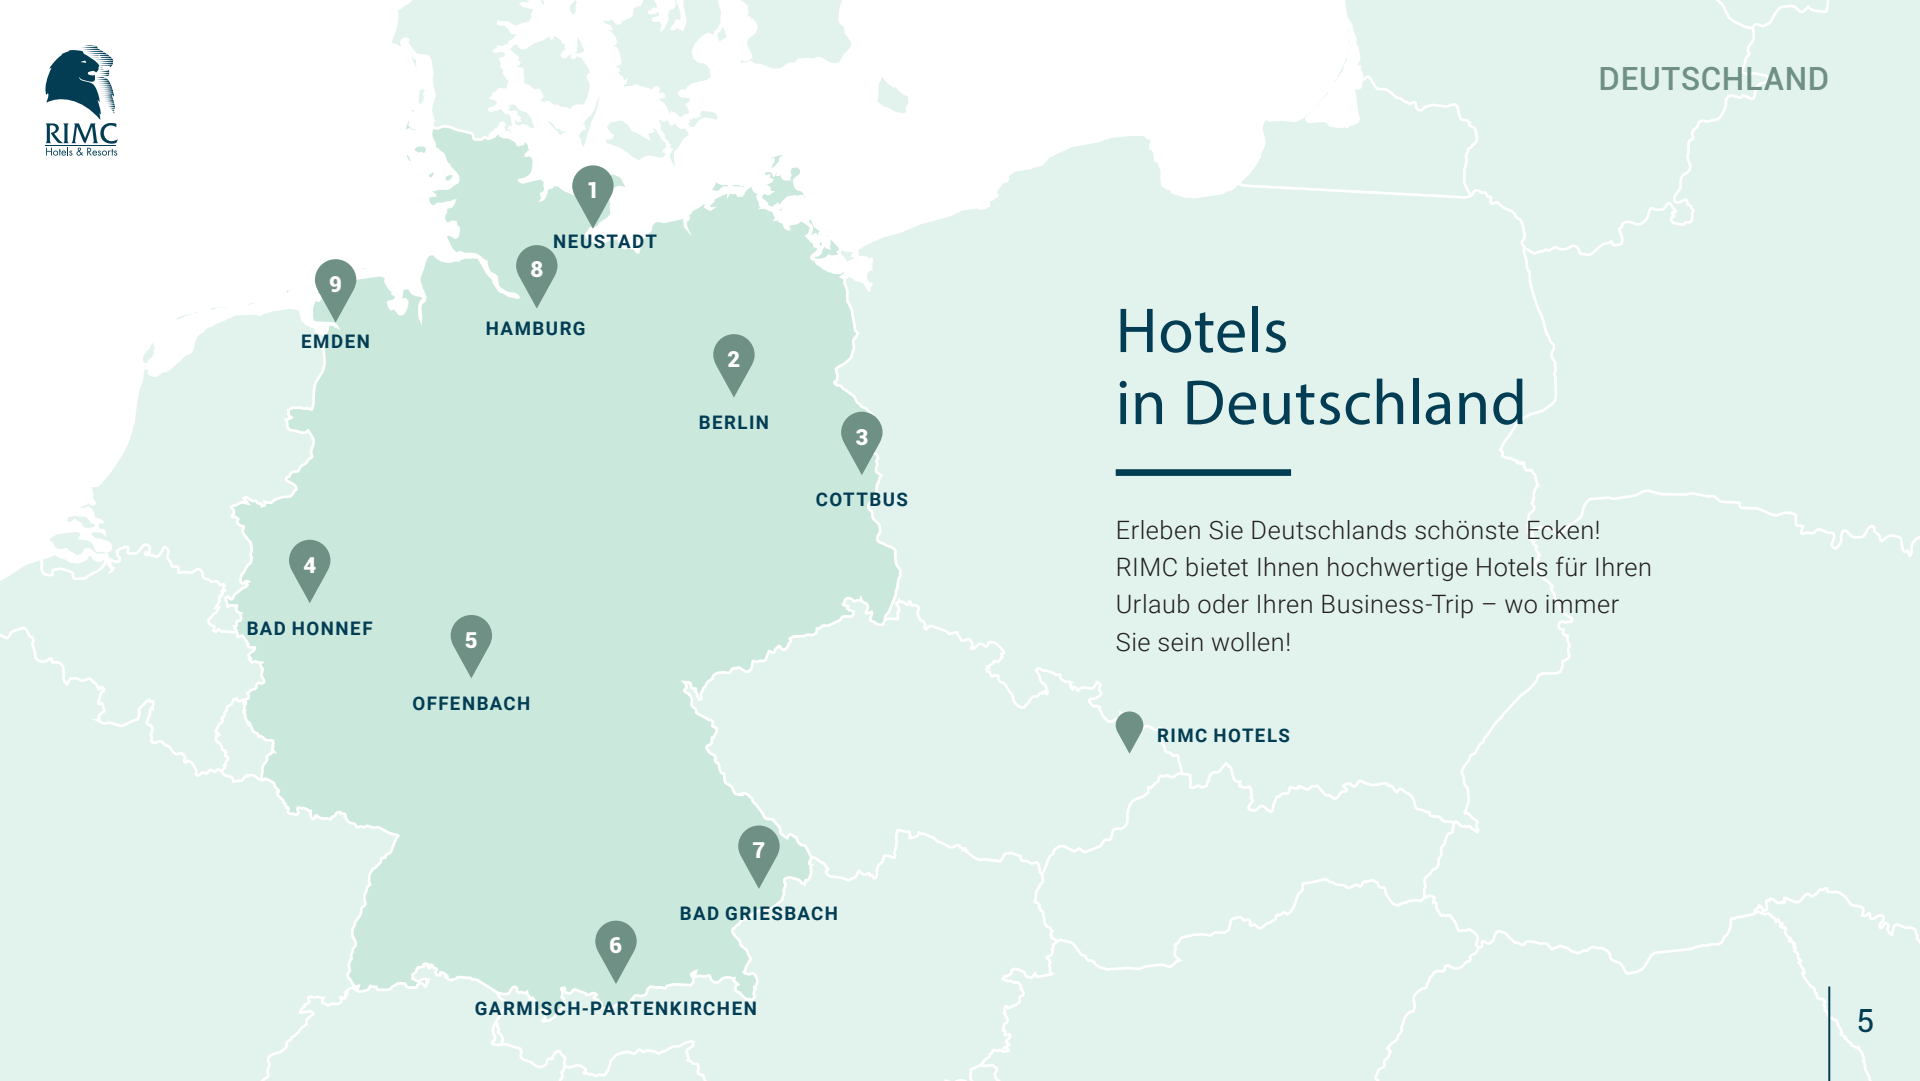 RIMC
Hotels & Resorts
DEUTSCHLAND
1
NEUSTADT
8
HAMBURG
9
EMDEN
2
BERLIN
3
COTTBUS
4
BAD HONNEF
5
OFFENBACH
7
BAD GRIESBACH
6
GARMISCH-PARTENKIRCHEN
Hotels
in Deutschland
Erleben Sie Deutschlands schönste Ecken!
RIMC bietet Ihnen hochwertige Hotels für Ihren
Urlaub oder Ihren Business-Trip – wo immer
Sie sein wollen!
RIMC HOTELS
5